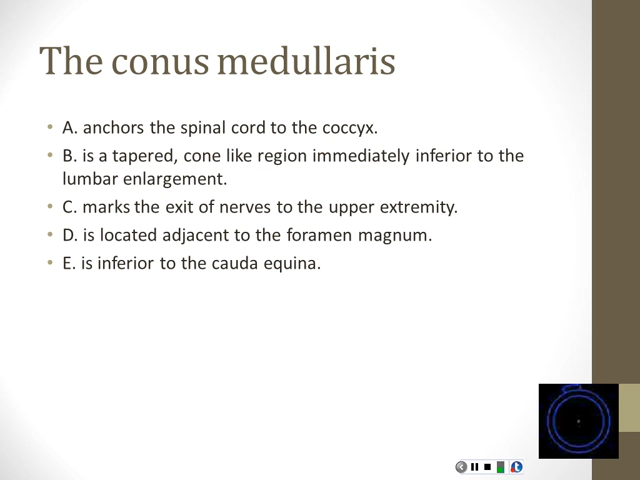 The conus medullaris
• A. anchors the spinal cord to the coccyx.
• B. is a tapered, cone like region immediately inferior to the
lumbar enlargement.
• C. marks the exit of nerves to the upper extremity.
• D. is located adjacent to the foramen magnum.
• E. is inferior to the cauda equina.